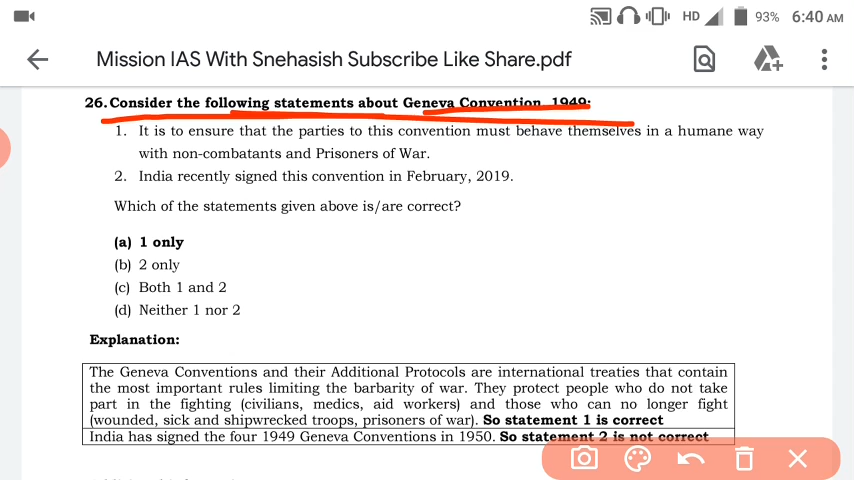 HD 93% 6:40 AM
Mission IAS With Snehasish Subscribe Like Share.pdf
26. Consider the following statements about Geneva Convention, 1949:
1. It is to ensure that the parties to this convention must behave themselves in a humane way
with non-combatants and Prisoners of War.
2. India recently signed this convention in February, 2019.
Which of the statements given above is/are correct?
(a) 1 only
(b) 2 only
(c) Both 1 and 2
(d) Neither 1 nor 2
Explanation:
The Geneva Conventions and their Additional Protocols are international treaties that contain
the most important rules limiting the barbarity of war. They protect people who do not take
part in the fighting (civilians, medics, aid workers) and those who can no longer fight
(wounded, sick and shipwrecked troops, prisoners of war). So statement 1 is correct
India has signed the four 1949 Geneva Conventions in 1950. So statement 2 is not correct